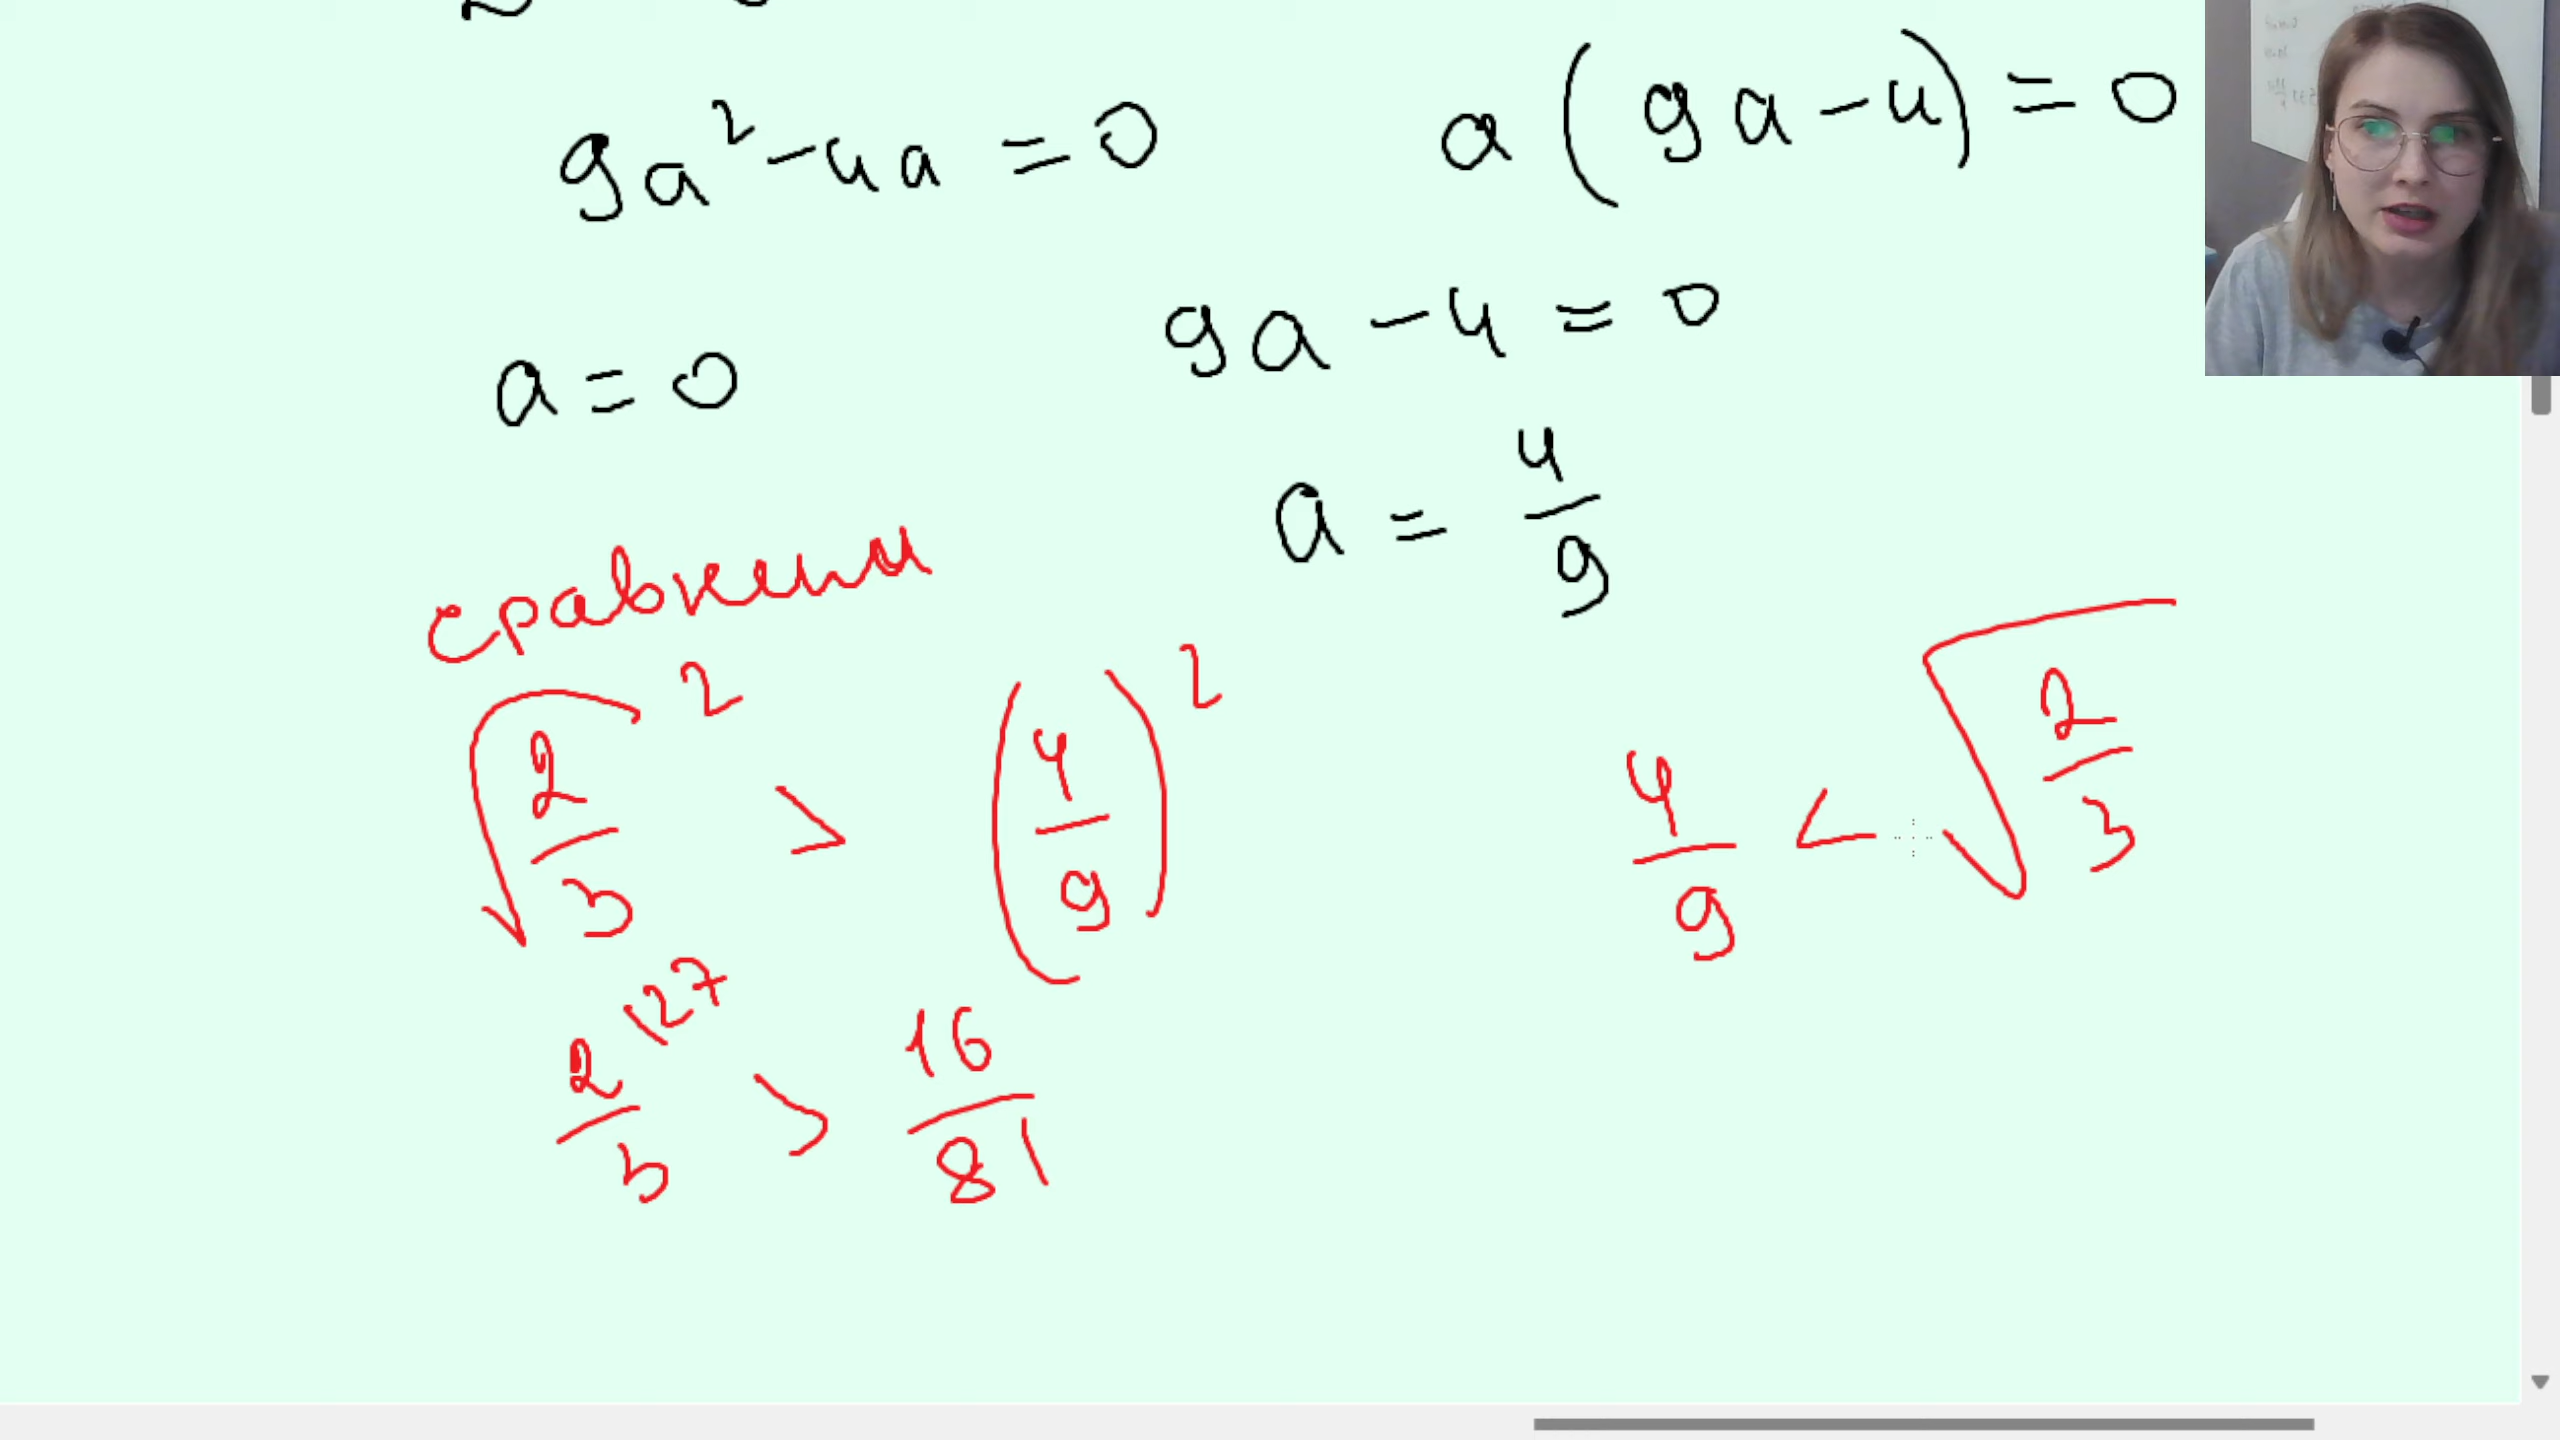 9a² - 4a = 0
a (9a - 4) = 0
a = 0
9a - 4 = 0
a = 4/9
сравним
√(2/3)² > (4/9)²
4/9 < √(2/3)
2\27/3 > 16/81